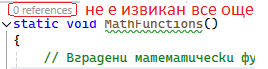 0 references не е извикан все още
static void MathFunctions()
{
// Вградени математически фу